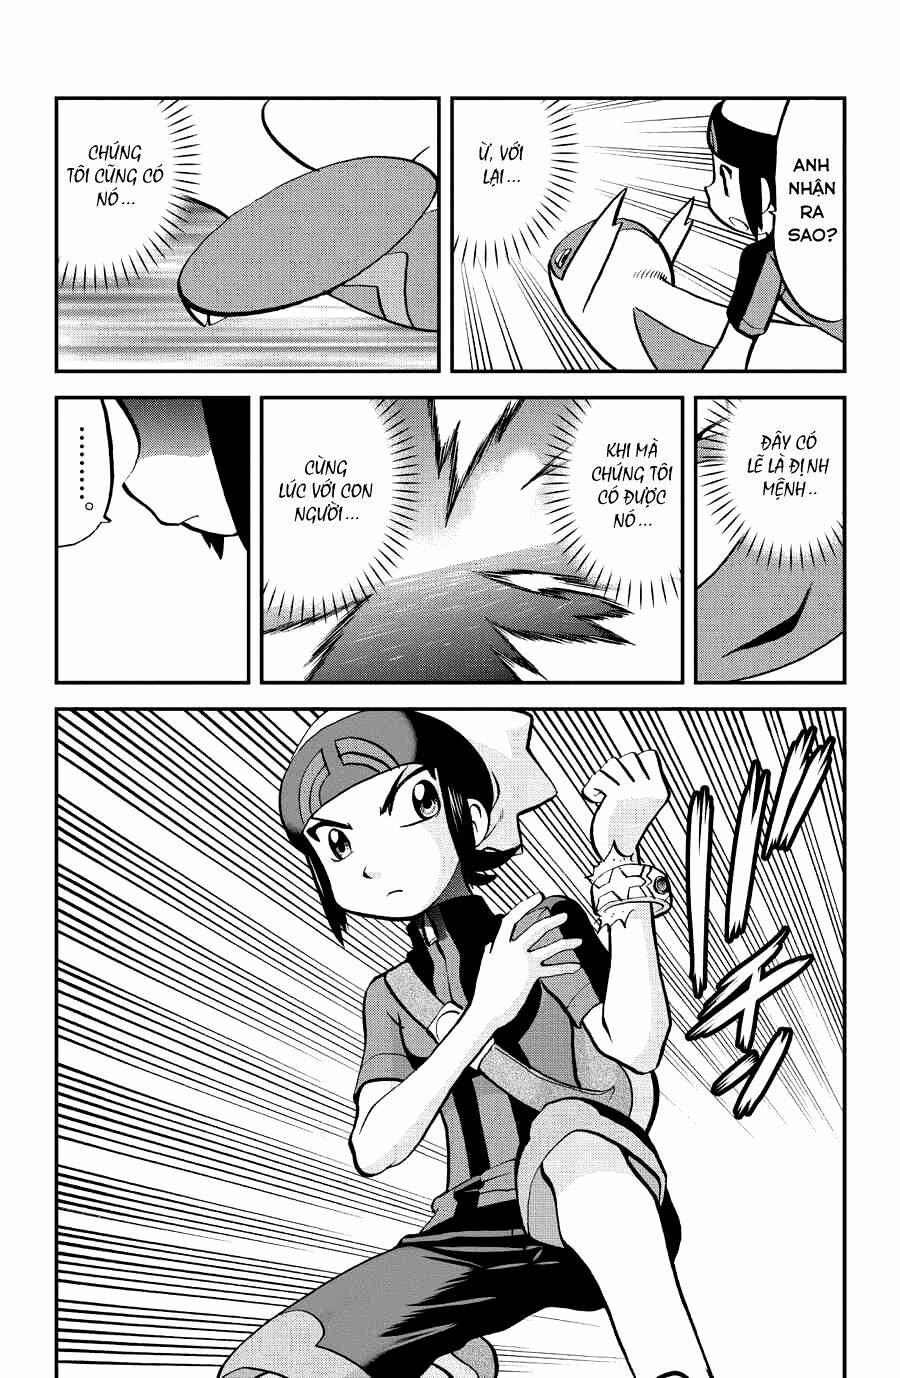 ANH
NHẬN
RA
SAO?
Ừ, VỚI
LẠI...
CHÚNG
TÔI CŨNG CÓ
NÓ...
ĐÂY CÓ
LẼ LÀ ĐỊNH
MỆNH..
KHI MÀ
CHÚNG TÔI
CÓ ĐƯỢC
NÓ...
CÙNG
LÚC VỚI CON
NGƯỜI...
.........。